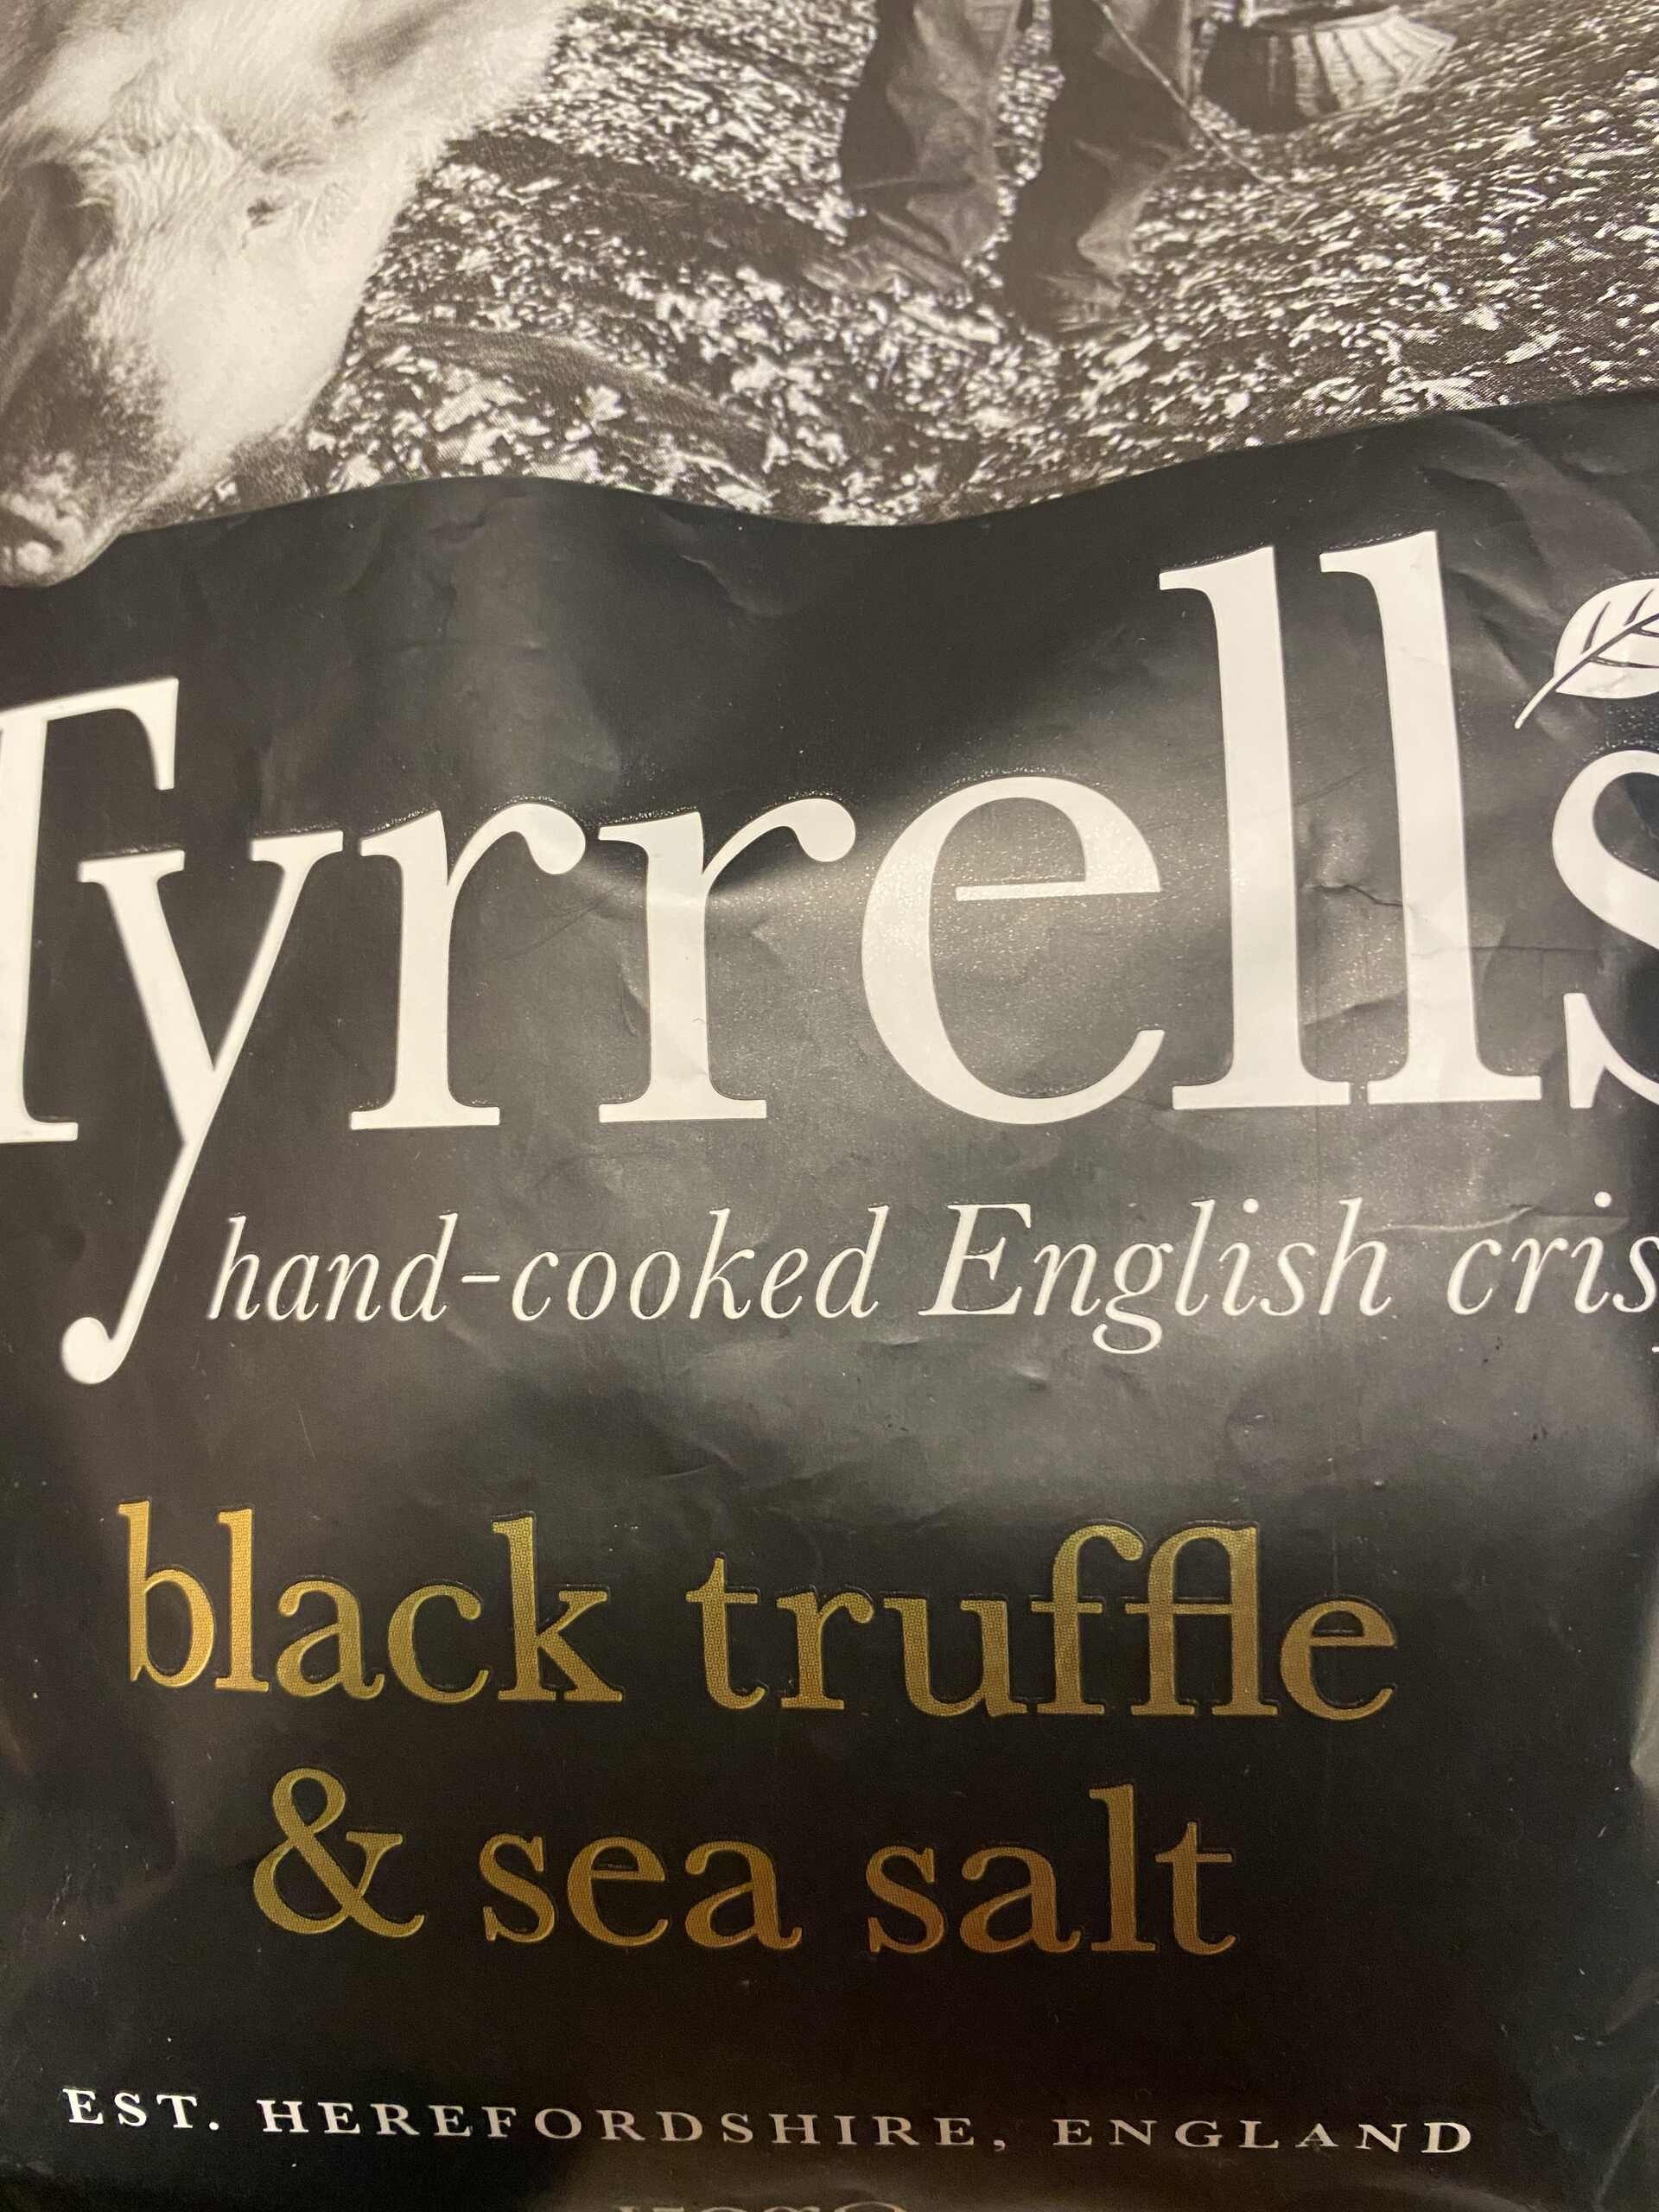 Tyrrells
hand-cooked English cris
black truffle
& sea salt
EST. HEREFORDSHIRE, ENGLAND